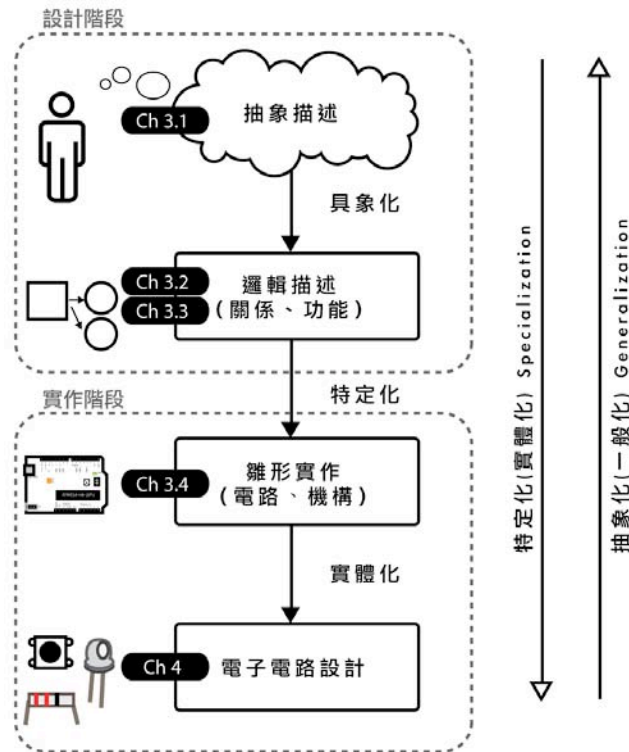 設計階段
Ch 3.1
抽象描述
具象化
Ch 3.2
Ch 3.3
邏輯描述
(關係、功能)
特定化
實作階段
Ch 3.4
雛形實作
(電路、機構)
實體化
Ch 4
電子電路設計
特定化(實體化) Specialization
抽象化(一般化) Generalization